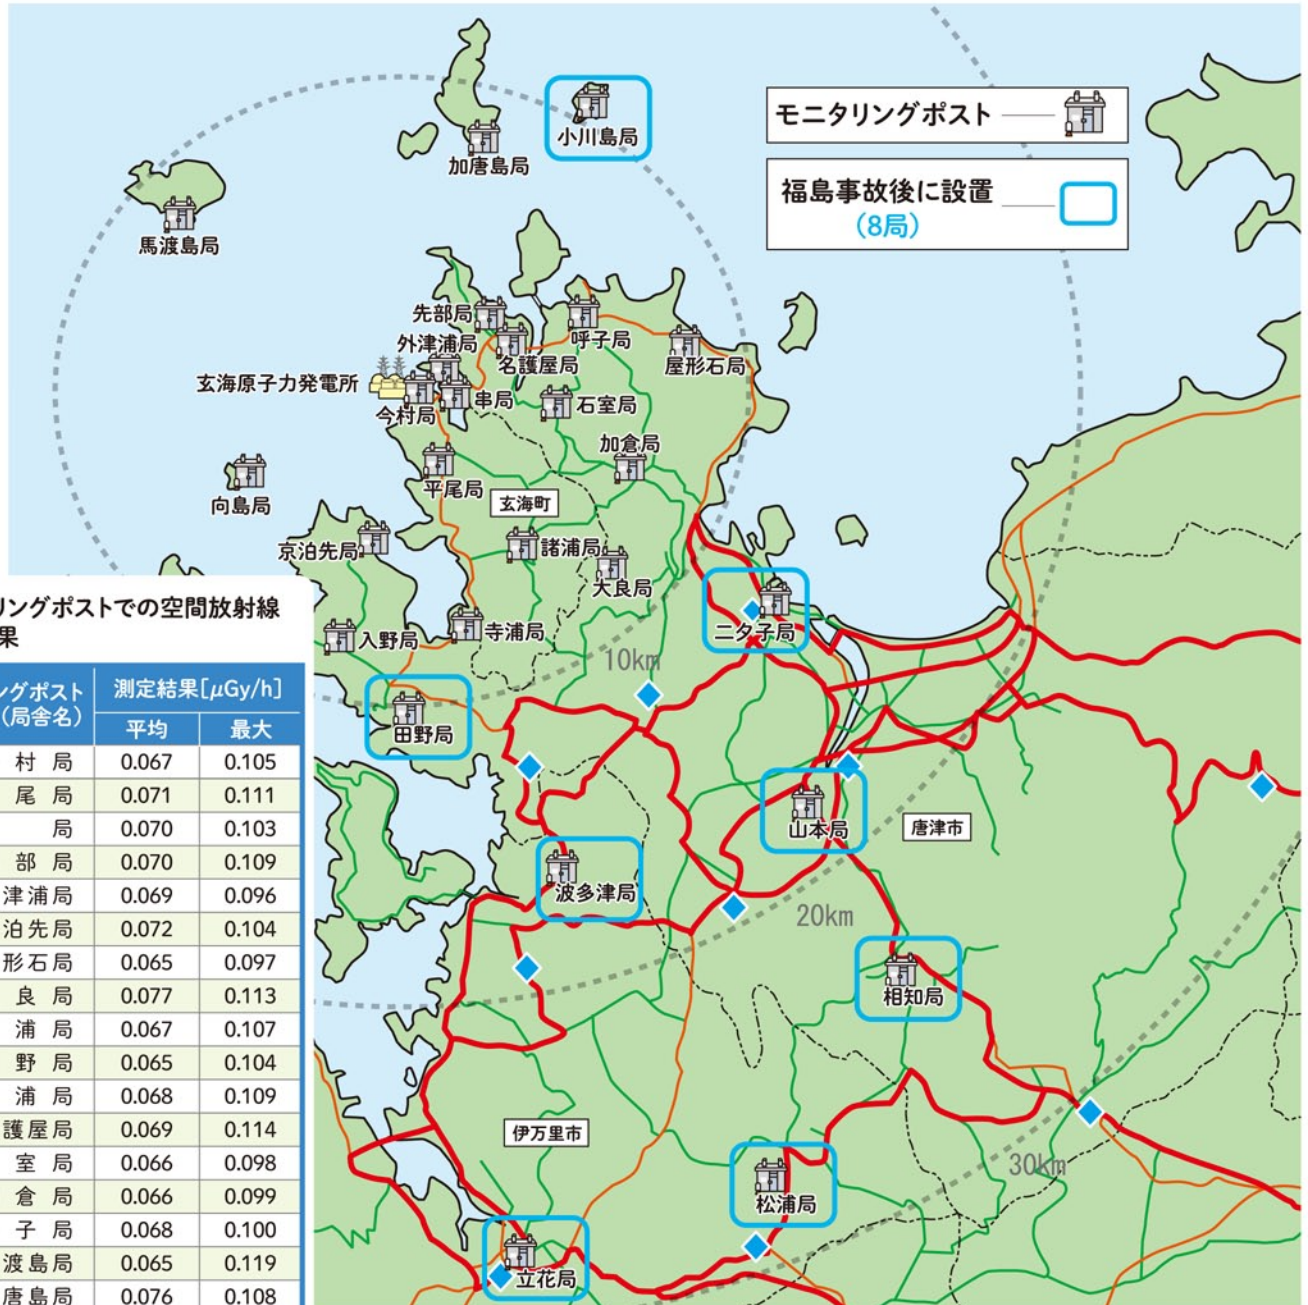 モニタリングポスト
福島事故後に設置
(8局)
小川島局
加唐島局
馬渡島局
先部局
呼子局
外津浦局
名護屋局
屋形石局
玄海原子力発電所
串局
今村局
石室局
加倉局
平尾局
向島局
玄海町
京泊先局
諸浦局
大良局
二タ子局
入野局
寺浦局
10km
田野局
山本局
唐津市
波多津局
20km
相知局
伊万里市
30km
松浦局
立花局
リングポストでの空間放射線
果
ングポスト
(局舎名)
測定結果[μGy/h]
平均 最大
村局 0.067 0.105
尾局 0.071 0.111
局 0.070 0.103
部局 0.070 0.109
津浦局 0.069 0.096
泊先局 0.072 0.104
形石局 0.065 0.097
良局 0.077 0.113
浦局 0.067 0.107
野局 0.065 0.104
浦局 0.068 0.109
護屋局 0.069 0.114
室局 0.066 0.098
倉局 0.066 0.099
子局 0.068 0.100
渡島局 0.065 0.119
唐島局 0.076 0.108